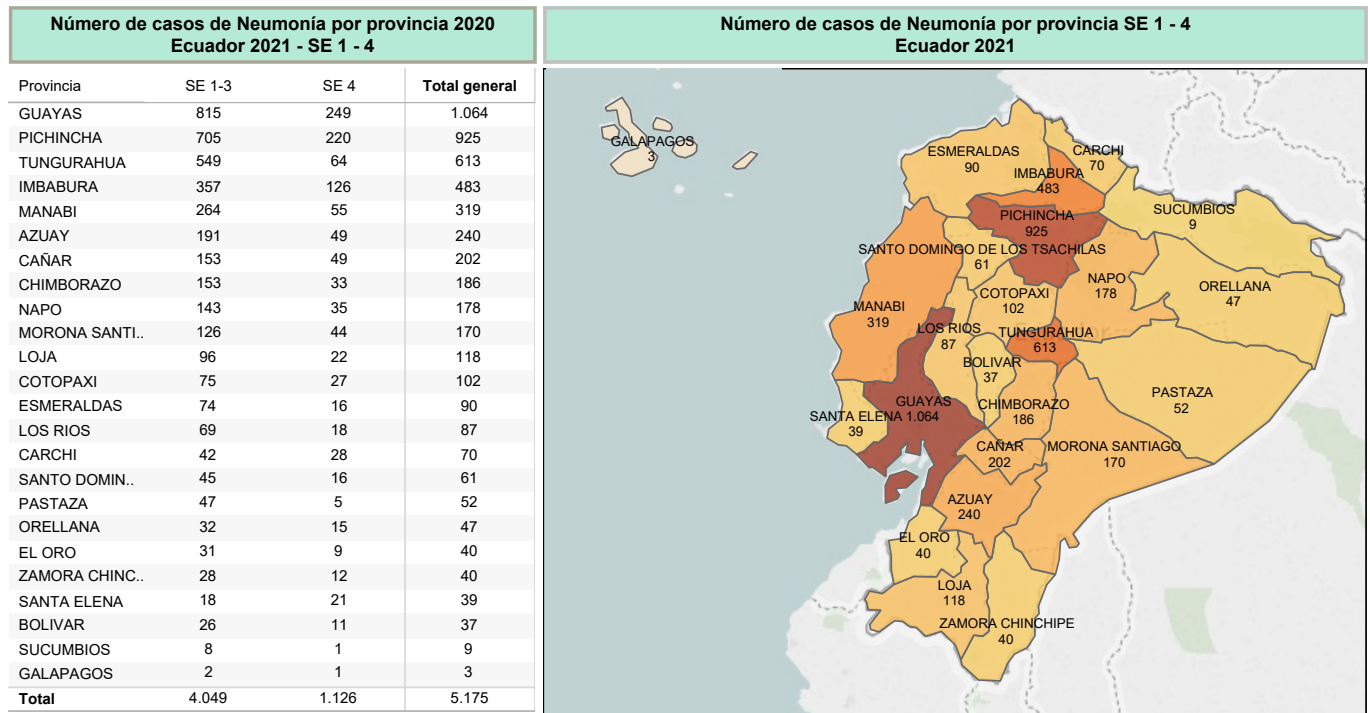 Número de casos de Neumonía por provincia 2020
Ecuador 2021 - SE 1 - 4
Provincia SE 1-3 SE 4 Total general
GUAYAS 815 249 1.064
PICHINCHA 705 220 925
TUNGURAHUA 549 64 613
IMBABURA 357 126 483
MANABI 264 55 319
AZUAY 191 49 240
CAÑAR 153 49 202
CHIMBORAZO 153 33 186
NAPO 143 35 178
MORONA SANTI.. 126 44 170
LOJA 96 22 118
COTOPAXI 75 27 102
ESMERALDAS 74 16 90
LOS RIOS 69 18 87
CARCHI 42 28 70
SANTO DOMIN.. 45 16 61
PASTAZA 47 5 52
ORELLANA 32 15 47
EL ORO 31 9 40
ZAMORA CHINC.. 28 12 40
SANTA ELENA 18 21 39
BOLIVAR 26 11 37
SUCUMBIOS 8 1 9
GALAPAGOS 2 1 3
Total 4.049 1.126 5.175
Número de casos de Neumonía por provincia SE 1 - 4
Ecuador 2021
GALAPAGOS
3
ESMERALDAS
90
CARCHI
70
IMBABURA
483
SUCUMBIOS
9
PICHINCHA
925
SANTO DOMINGO DE LOS TSACHILAS
61
NAPO
178
ORELLANA
47
COTOPAXI
102
MANABI
319
LOS RIOS
87
TUNGURAHUA
613
BOLIVAR
37
PASTAZA
52
CHIMBORAZO
186
GUAYAS
1.064
SANTA ELENA
39
CAÑAR
202
MORONA SANTIAGO
170
AZUAY
240
EL ORO
40
LOJA
118
ZAMORA CHINCHIPE
40